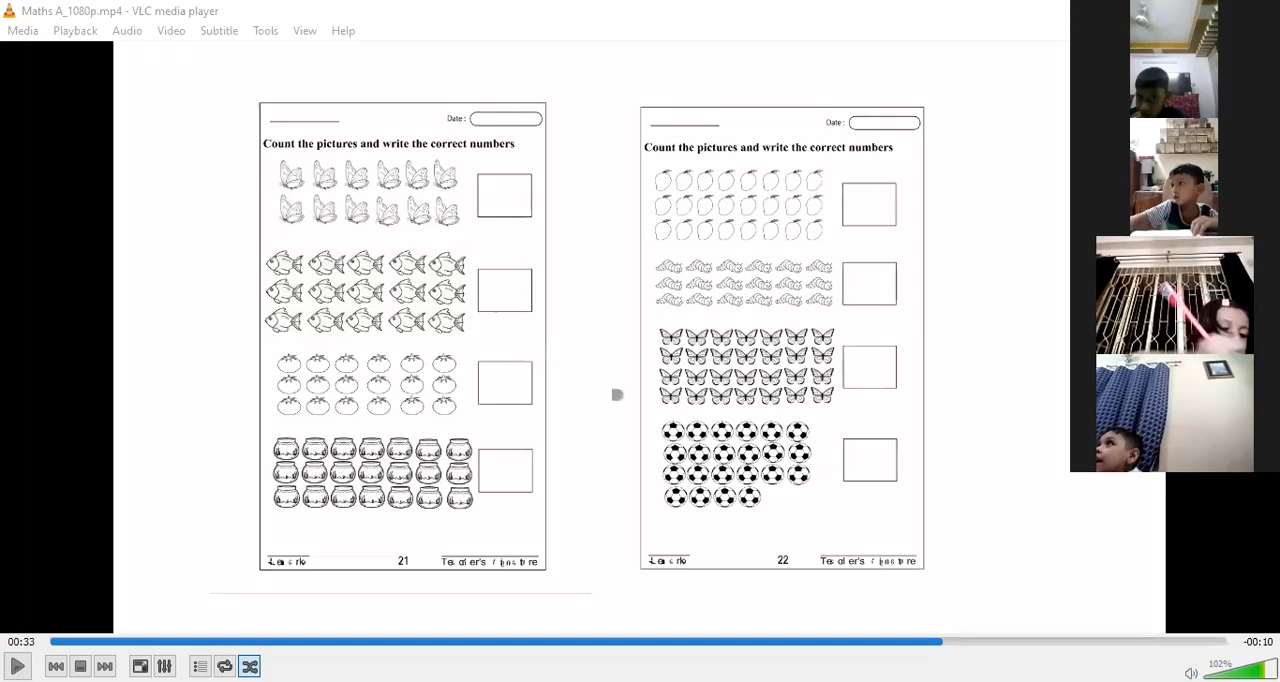 Maths A_1080p.mp4 - VLC media player
Media Playback Audio Video Subtitle Tools View Help
Date :
Count the pictures and write the correct numbers
21
Date :
Count the pictures and write the correct numbers
22
00:33
-00:10
102%